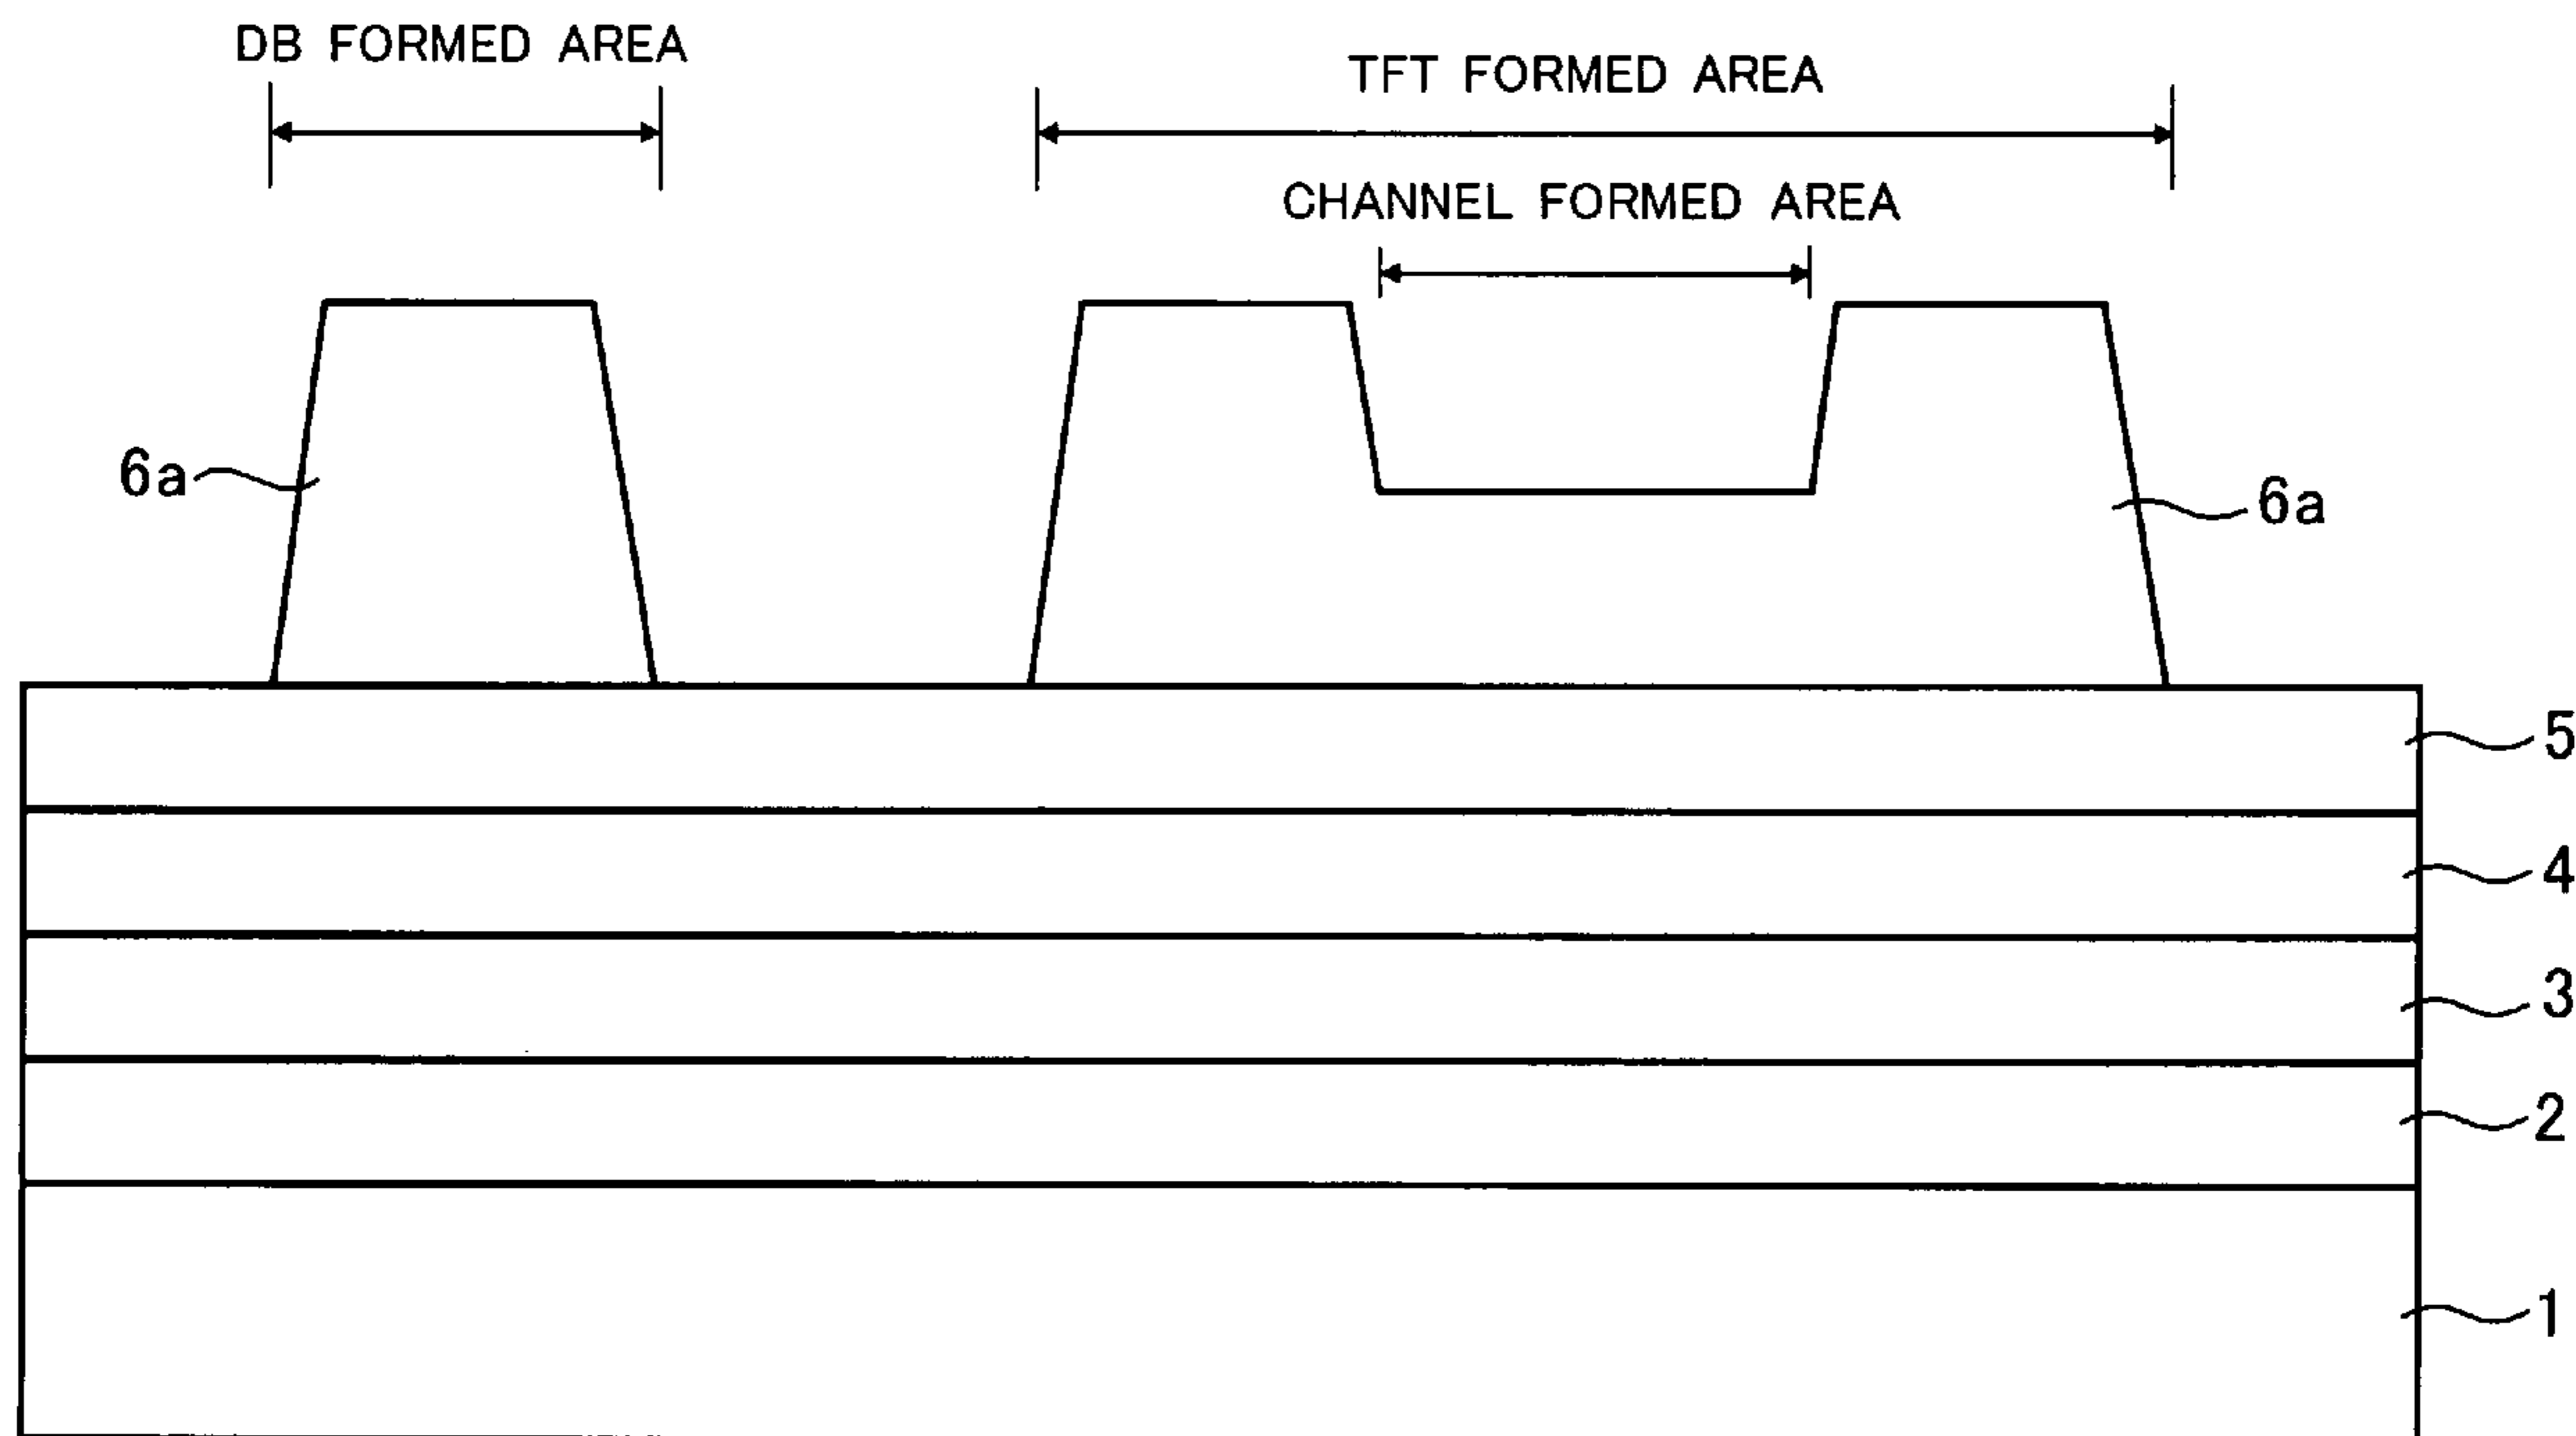 DB FORMED AREA
TFT FORMED AREA
CHANNEL FORMED AREA
6a
6a
5
4
3
2
1